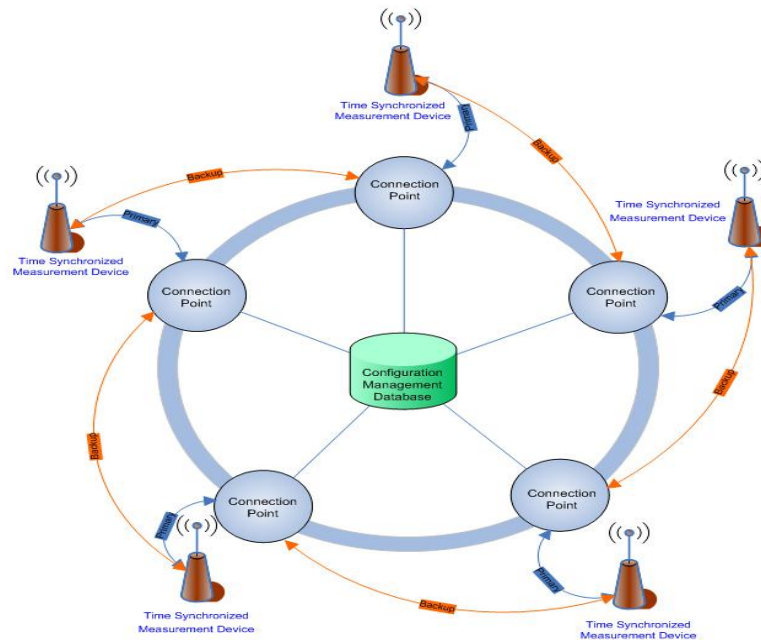 Time Synchronized
Measurement Device
Primary
Backup
Backup
Connection
Point
Time Synchronized
Measurement Device
Primary
Time Synchronized
Measurement Device
Connection
Point
Connection
Point
Primary
Configuration
Management
Database
Backup
Backup
Connection
Point
Connection
Point
Primary
Primary
Backup
Time Synchronized
Measurement Device
Time Synchronized
Measurement Device